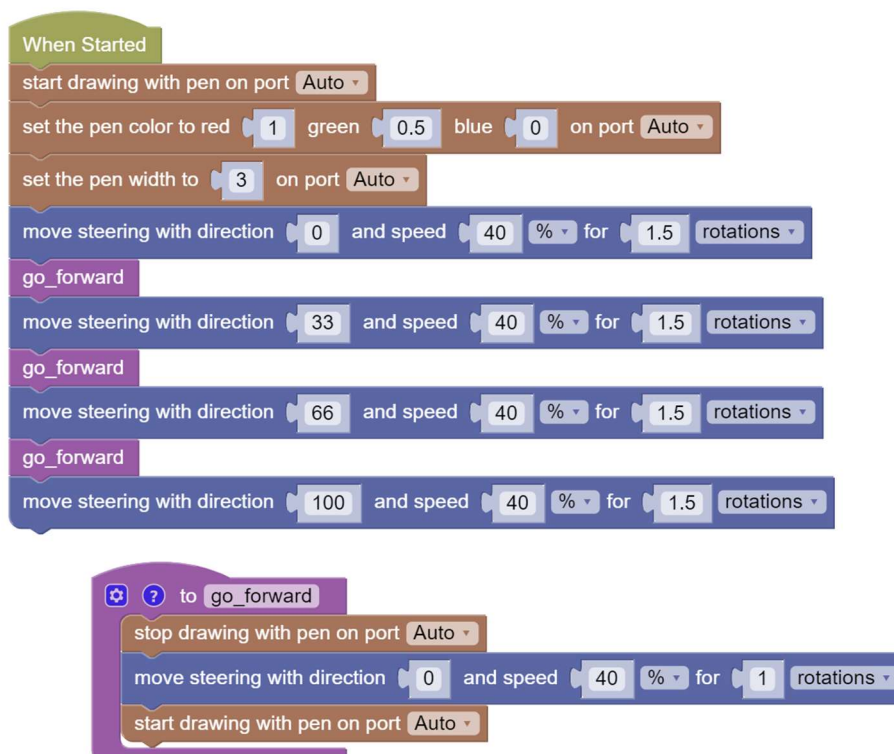 When Started
start drawing with pen on port Auto
set the pen color to red 1 green 0.5 blue 0 on port Auto
set the pen width to 3 on port Auto
move steering with direction 0 and speed 40 % for 1.5 rotations
go_forward
move steering with direction 33 and speed 40 % for 1.5 rotations
go_forward
move steering with direction 66 and speed 40 % for 1.5 rotations
go_forward
move steering with direction 100 and speed 40 % for 1.5 rotations
? to go_forward
stop drawing with pen on port Auto
move steering with direction 0 and speed 40 % for 1 rotations
start drawing with pen on port Auto